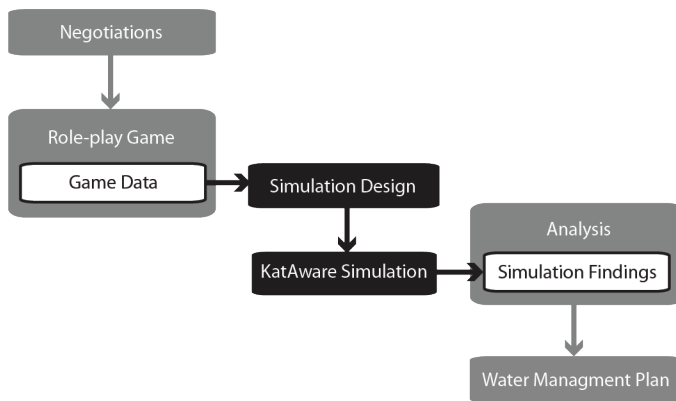 Negotiations
Role-play Game
Game Data
Simulation Design
KatAware Simulation
Analysis
Simulation Findings
Water Managment Plan